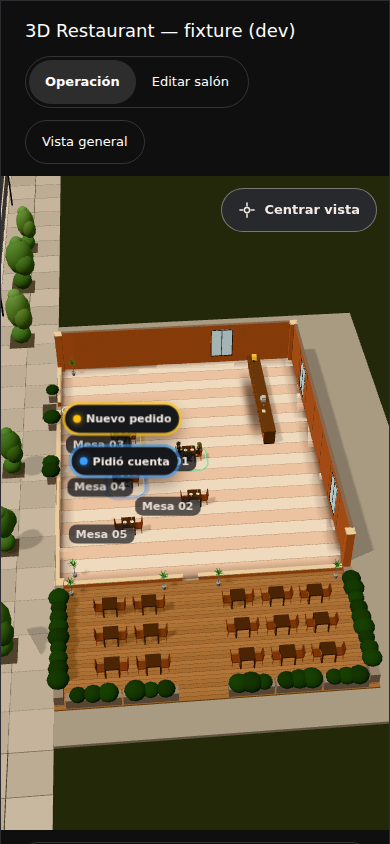 3D Restaurant — fixture (dev)
Operación
Editar salón
Vista general
Centrar vista
Nuevo pedido
Mesa 03
Pidió cuenta
Mesa 04
Mesa 02
Mesa 05